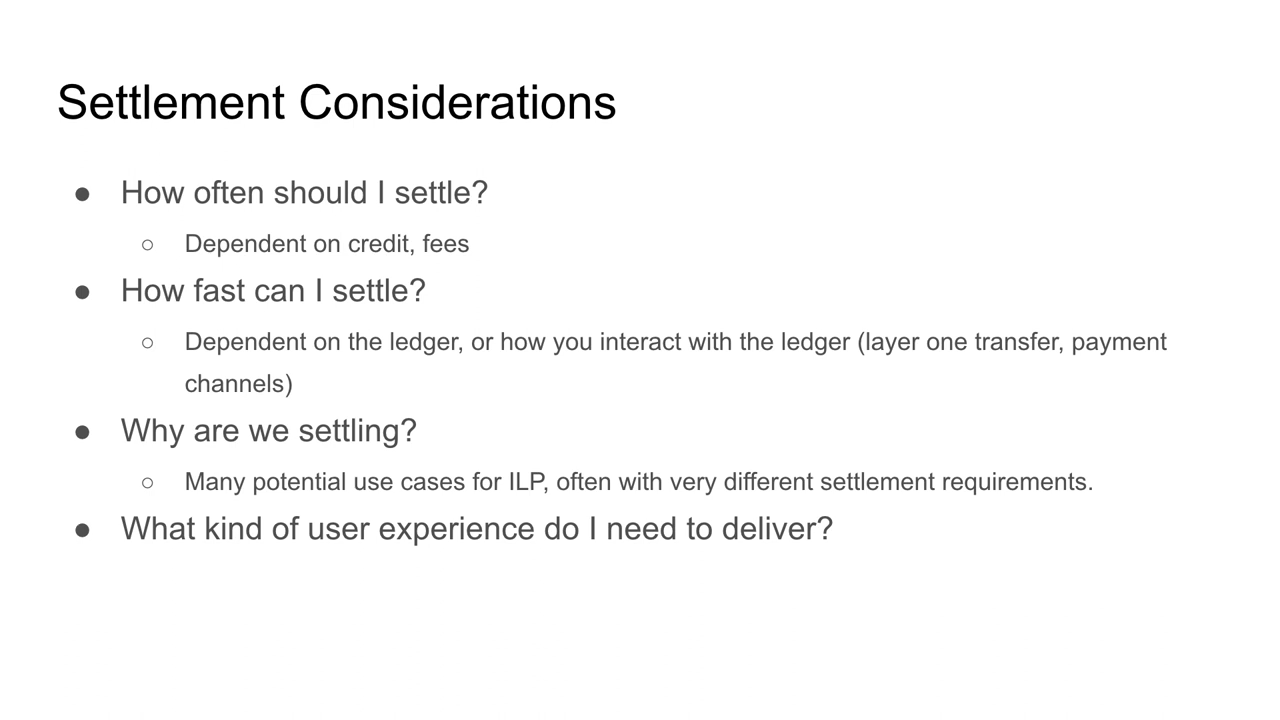 Settlement Considerations
● How often should I settle?
○ Dependent on credit, fees
● How fast can I settle?
○ Dependent on the ledger, or how you interact with the ledger (layer one transfer, payment
channels)
● Why are we settling?
○ Many potential use cases for ILP, often with very different settlement requirements.
● What kind of user experience do I need to deliver?